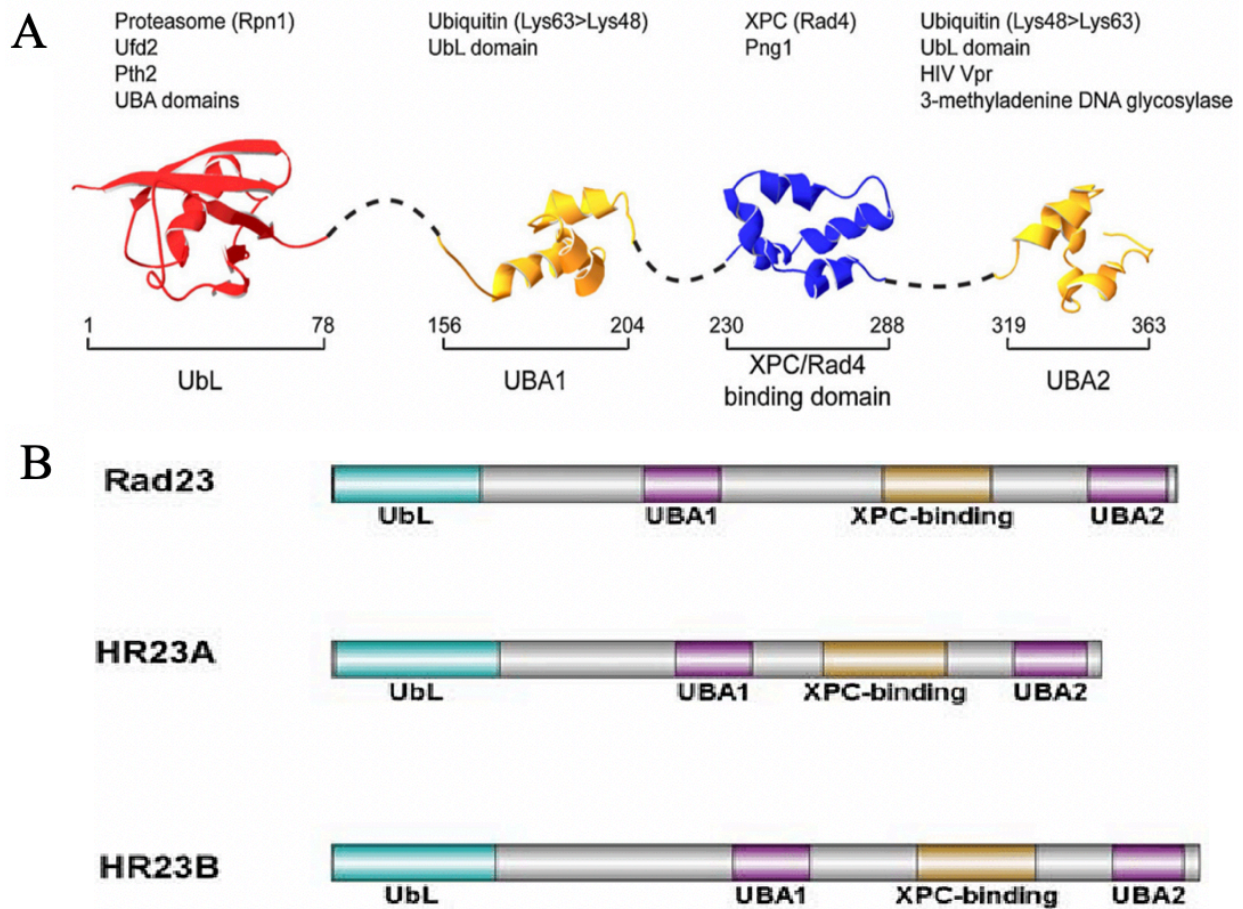 A
Proteasome (Rpn1)
Ufd2
Pth2
UBA domains
Ubiquitin (Lys63>Lys48)
UbL domain
XPC (Rad4)
Png1
Ubiquitin (Lys48>Lys63)
UbL domain
HIV Vpr
3-methyladenine DNA glycosylase
1 78 156 204 230 288 319 363
UbL
UBA1
XPC/Rad4
binding domain
UBA2
B
Rad23
UbL UBA1 XPC-binding UBA2
HR23A
UbL UBA1 XPC-binding UBA2
HR23B
UbL UBA1 XPC-binding UBA2